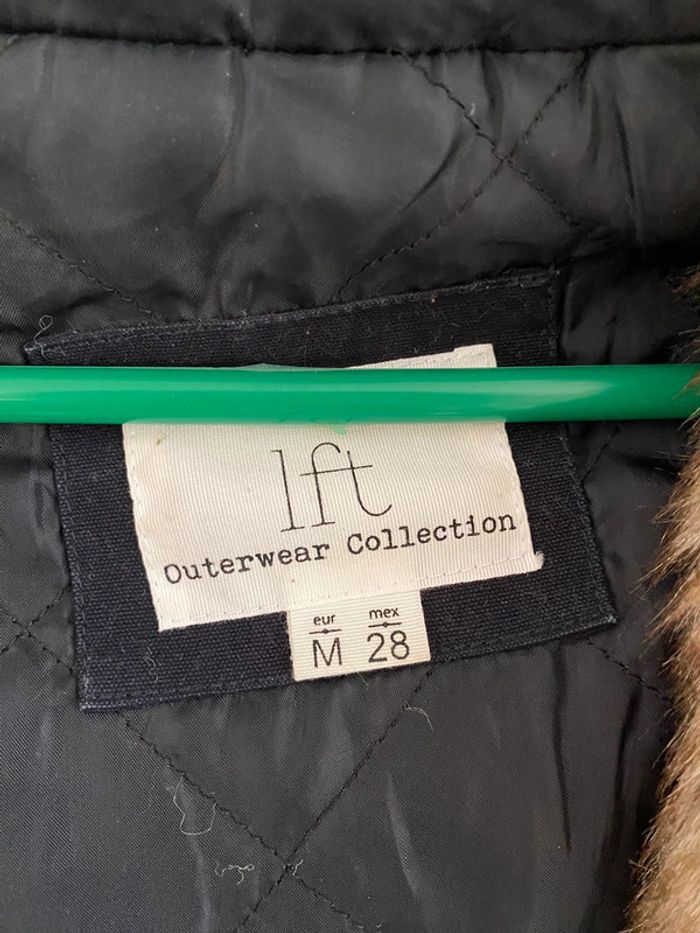 lft
Outerwear Collection
eur mex
M 28